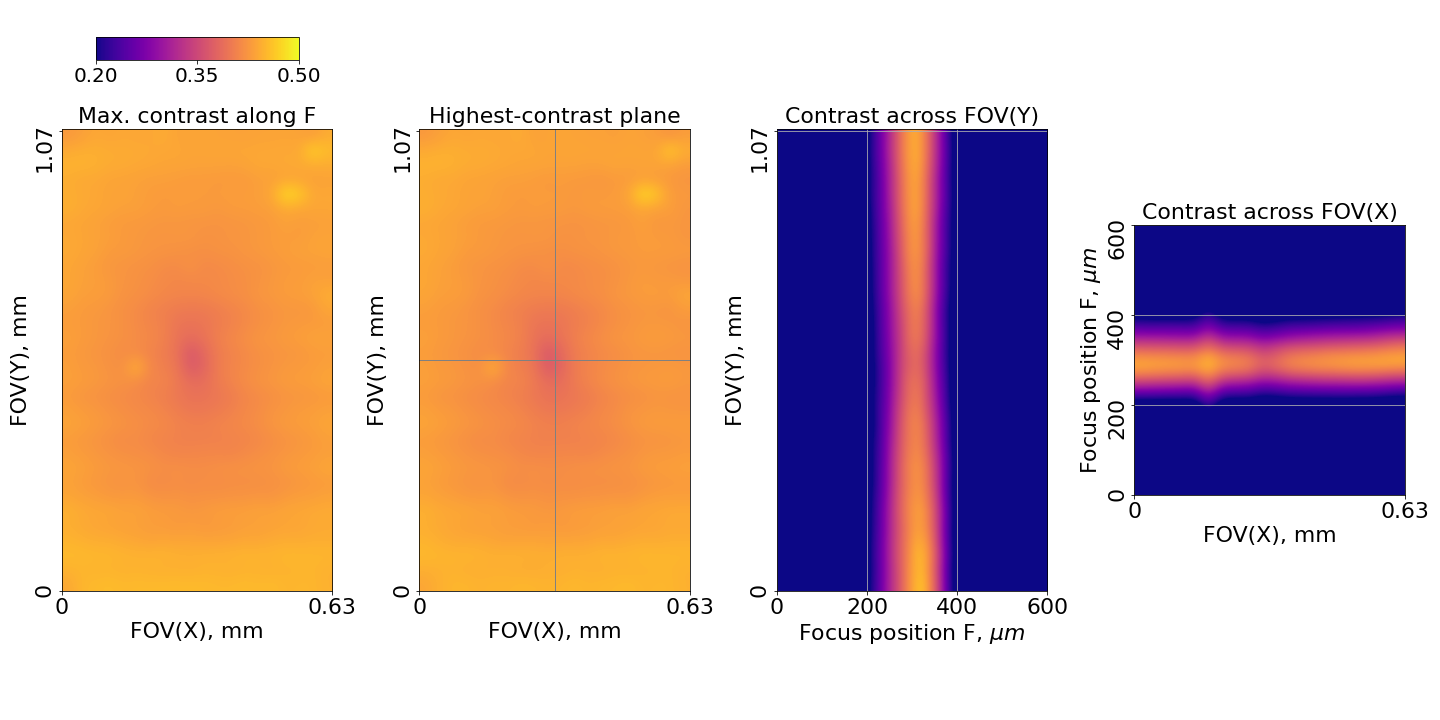 0.20 0.35 0.50
Max. contrast along F
1.07
FOV(Y), mm
0
0 0.63
FOV(X), mm
Highest-contrast plane
1.07
FOV(Y), mm
0
0 0.63
FOV(X), mm
Contrast across FOV(Y)
1.07
FOV(Y), mm
0
0 200 400 600
Focus position F, μm
Contrast across FOV(X)
600
400
200
0
Focus position F, μm
0 0.63
FOV(X), mm